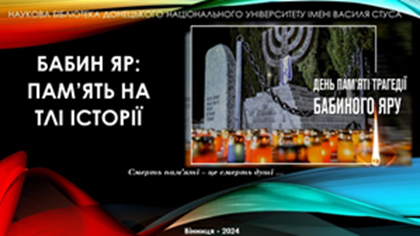 НАУКОВА БІБЛІОТЕКА ДОНЕЦЬКОГО НАЦІОНАЛЬНОГО УНІВЕРСИТЕТУ ІМЕНІ ВАСИЛЯ СТУСА
БАБИН ЯР:
ПАМ'ЯТЬ НА
ТЛІ ІСТОРІЇ
ДЕНЬ ПАМ'ЯТІ ТРАГЕДІЇ
БАБИНОГО ЯРУ
Смерть пам'яті – це смерть душі ...
Вінниця - 2024